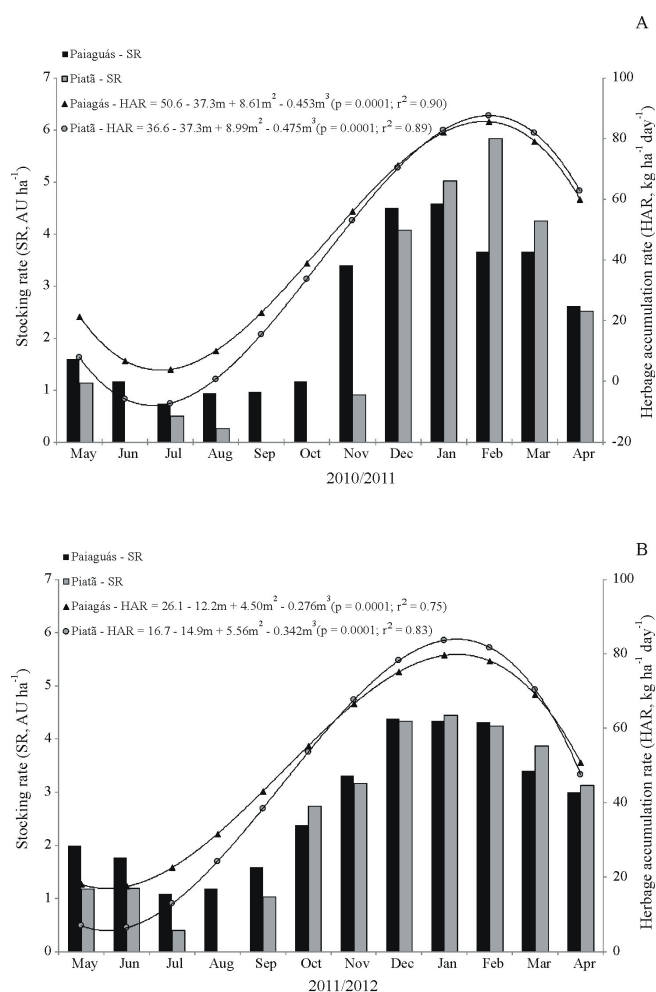 A
Paiaguás - SR
Piatã - SR
Paiagás - HAR = 50.6 - 37.3m + 8.61m² - 0.453m³ (p = 0.0001; r² = 0.90)
Piatã - HAR = 36.6 - 37.3m + 8.99m² - 0.475m³ (p = 0.0001; r² = 0.89)
7
6
5
4
3
2
1
0
Stocking rate (SR, AU ha⁻¹)
100
80
60
40
20
0
-20
Herbage accumulation rate (HAR, kg ha⁻¹ day⁻¹)
May Jun Jul Aug Sep Oct Nov Dec Jan Feb Mar Apr
2010/2011
B
Paiaguás - SR
Piatã - SR
Paiagás - HAR = 26.1 - 12.2m + 4.50m² - 0.276m³ (p = 0.0001; r² = 0.75)
Piatã - HAR = 16.7 - 14.9m + 5.56m² - 0.342m³ (p = 0.0001; r² = 0.83)
7
6
5
4
3
2
1
0
Stocking rate (SR, AU ha⁻¹)
100
80
60
40
20
0
Herbage accumulation rate (HAR, kg ha⁻¹ day⁻¹)
May Jun Jul Aug Sep Oct Nov Dec Jan Feb Mar Apr
2011/2012